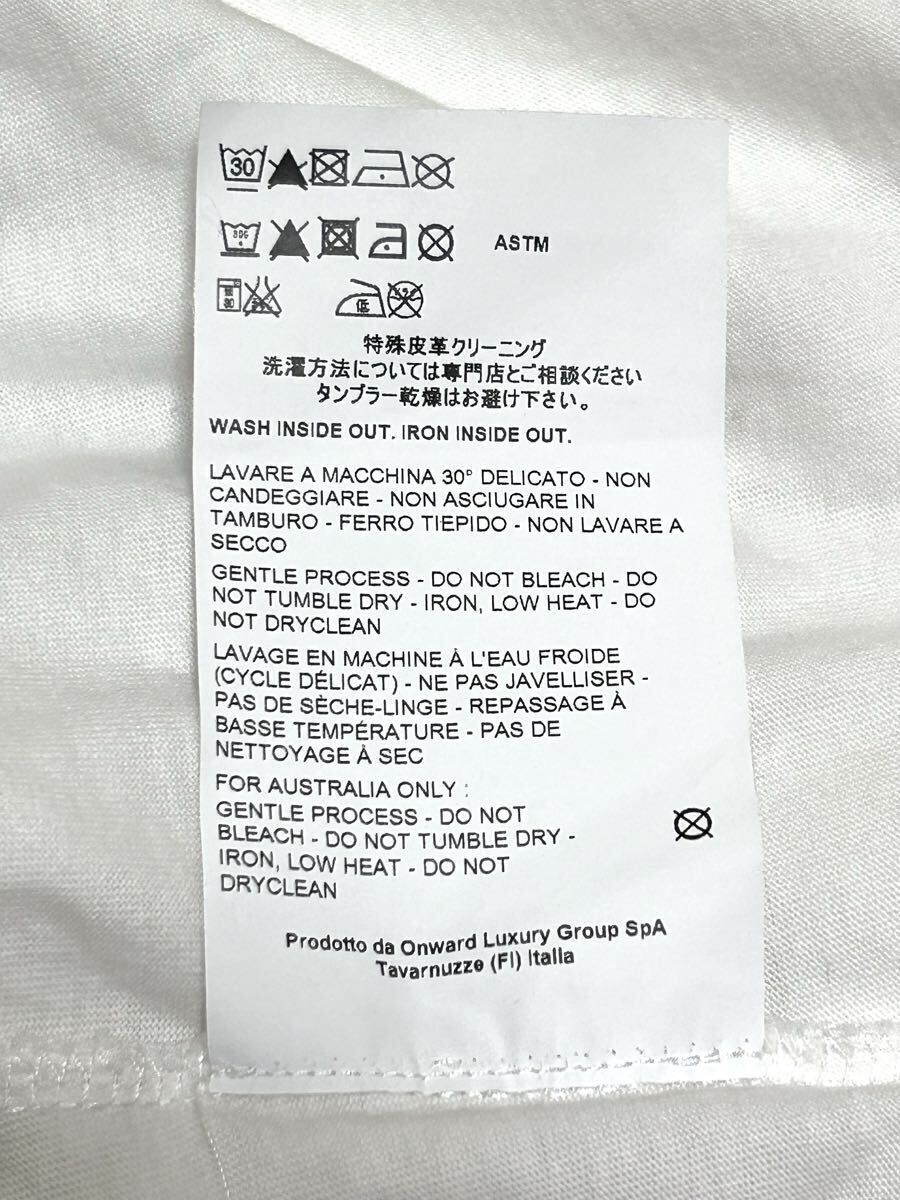 30
ASTM
低
特殊皮革クリーニング
洗濯方法については専門店とご相談ください
タンブラー乾燥はお避け下さい。
WASH INSIDE OUT. IRON INSIDE OUT.
LAVARE A MACCHINA 30° DELICATO - NON
CANDEGGIARE - NON ASCIUGARE IN
TAMBURO - FERRO TIEPIDO - NON LAVARE A
SECCO
GENTLE PROCESS - DO NOT BLEACH - DO
NOT TUMBLE DRY - IRON, LOW HEAT - DO
NOT DRYCLEAN
LAVAGE EN MACHINE À L'EAU FROIDE
(CYCLE DÉLICAT) - NE PAS JAVELLISER -
PAS DE SÈCHE-LINGE - REPASSAGE À
BASSE TEMPÉRATURE - PAS DE
NETTOYAGE À SEC
FOR AUSTRALIA ONLY :
GENTLE PROCESS - DO NOT
BLEACH - DO NOT TUMBLE DRY -
IRON, LOW HEAT - DO NOT
DRYCLEAN
Prodotto da Onward Luxury Group SpA
Tavarnuzze (FI) Italia